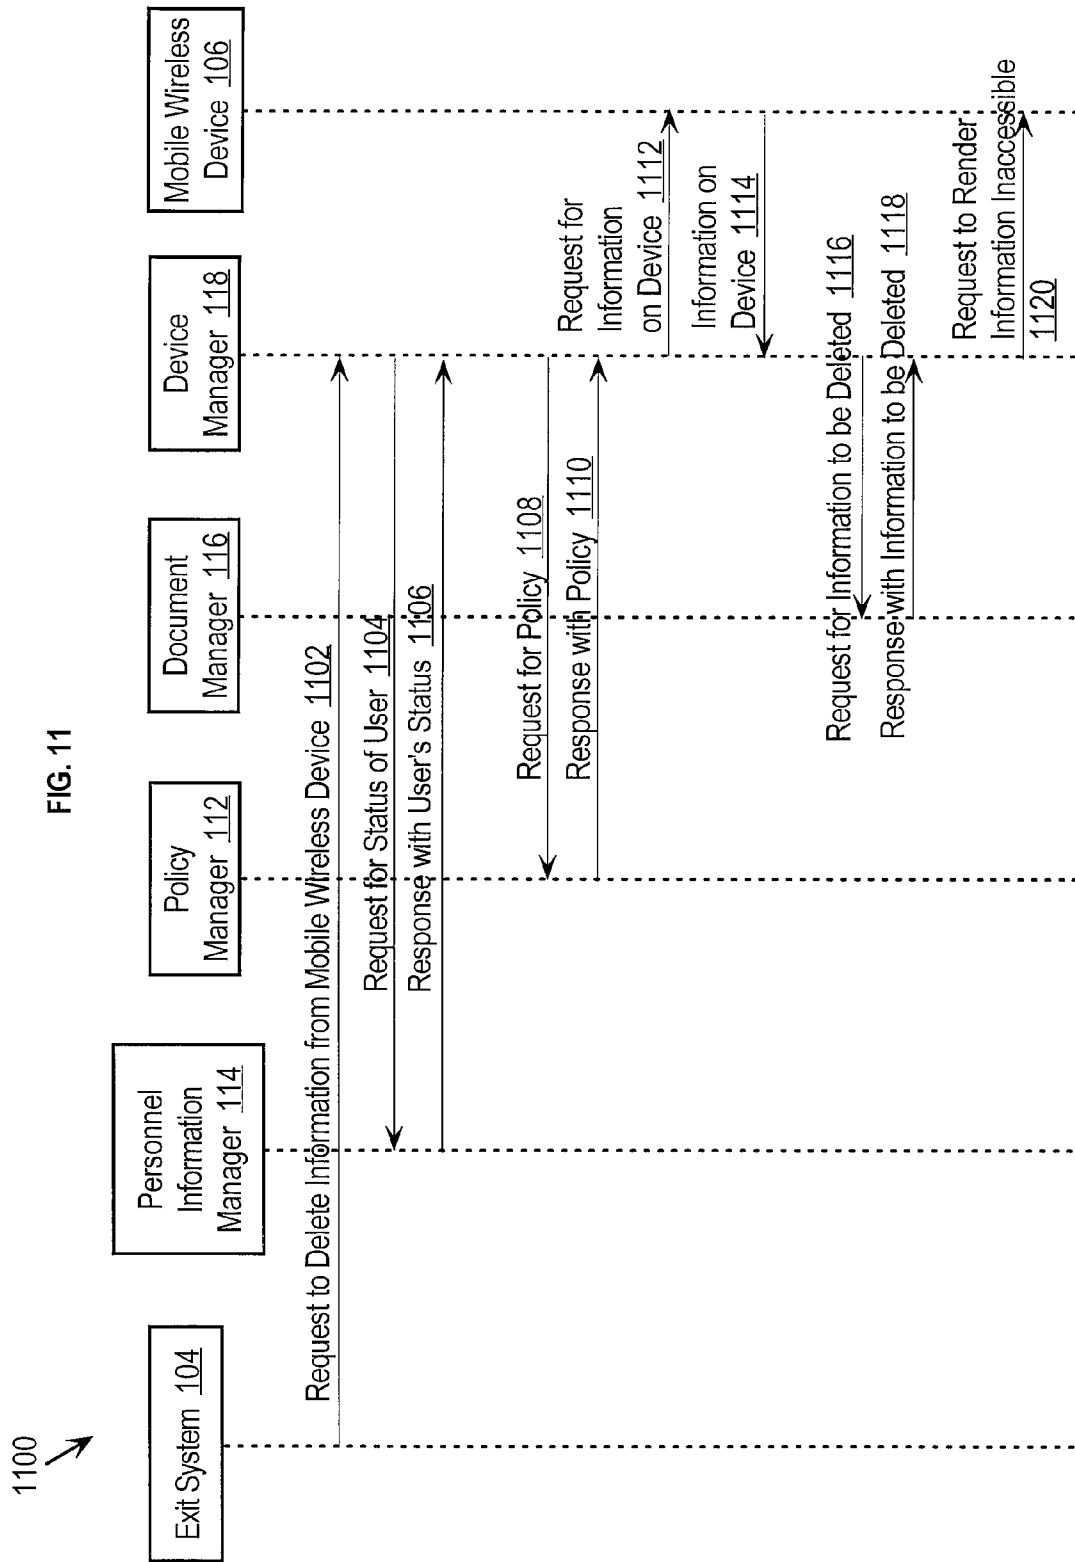 FIG. 11
1100
Exit System 104
Personnel
Information
Manager 114
Policy
Manager 112
Document
Manager 116
Device
Manager 118
Mobile Wireless
Device 106
Request to Delete Information from Mobile Wireless Device 1102
Request for Status of User 1104
Response with User's Status 1106
Request for Policy 1108
Response with Policy 1110
Request for
Information
on Device 1112
Information on
Device 1114
Request for Information to be Deleted 1116
Response with Information to be Deleted 1118
Request to Render
Information Inaccessible
1120